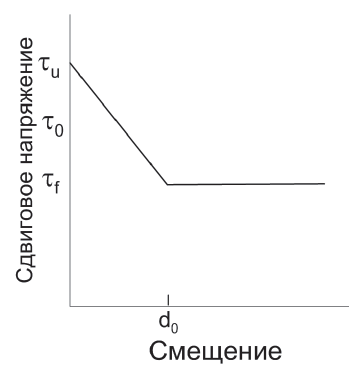 Сдвиговое напряжение
τu
τ0
τf
d0
Смещение